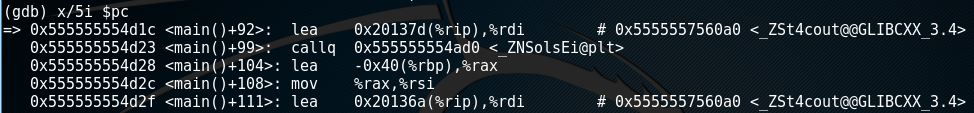 (gdb) x/5i $pc
=> 0x555555554d1c <main()+92>: lea    0x20137d(%rip),%rdi        # 0x5555557560a0 <_ZSt4cout@@GLIBCXX_3.4>
   0x555555554d23 <main()+99>: callq  0x555555554ad0 <_ZNSolsEi@plt>
   0x555555554d28 <main()+104>: lea    -0x40(%rbp),%rax
   0x555555554d2c <main()+108>: mov    %rax,%rsi
   0x555555554d2f <main()+111>: lea    0x20136a(%rip),%rdi        # 0x5555557560a0 <_ZSt4cout@@GLIBCXX_3.4>